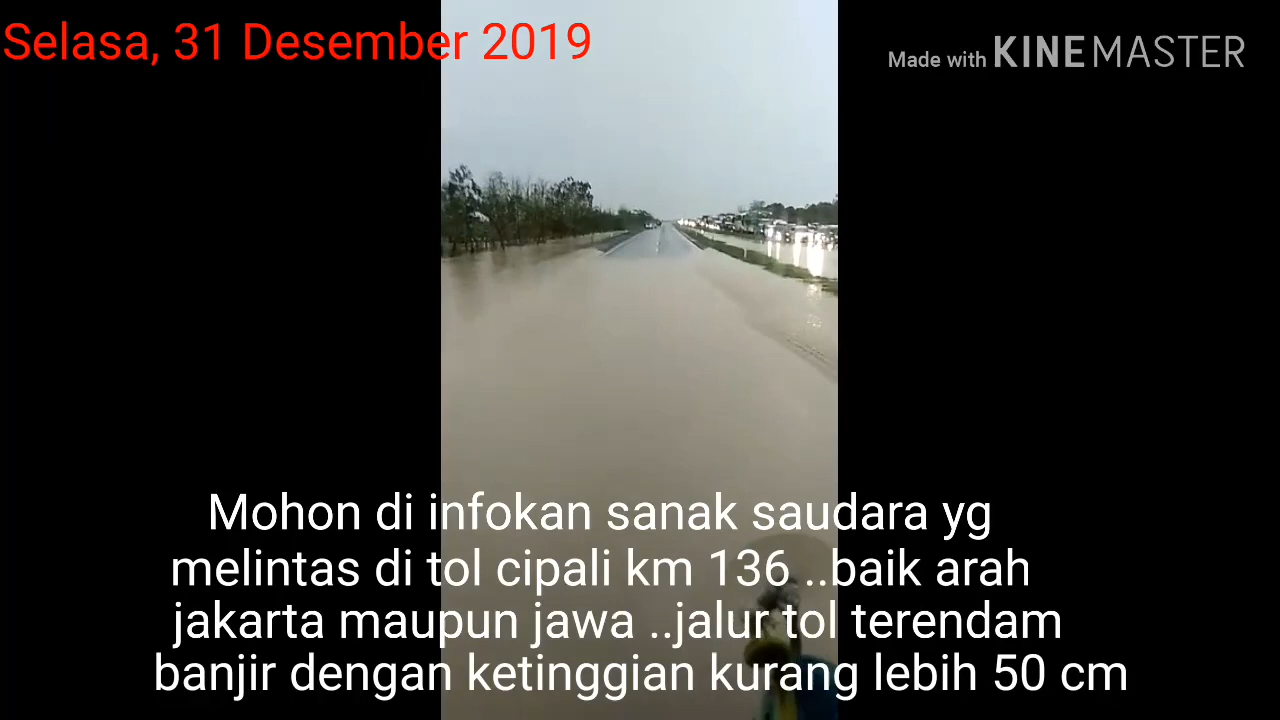 Selasa, 31 Desember 2019
Made with KINEMASTER
Mohon di infokan sanak saudara yg
melintas di tol cipali km 136 ..baik arah
jakarta maupun jawa ..jalur tol terendam
banjir dengan ketinggian kurang lebih 50 cm